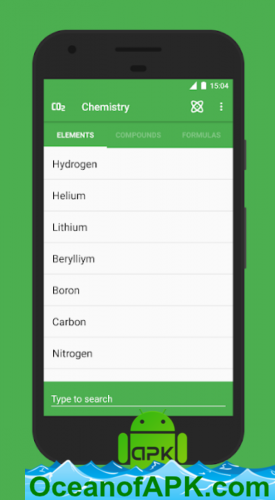 15:04
CO2 Chemistry
ELEMENTS COMPOUNDS FORMULAS
Hydrogen
Helium
Lithium
Berylliym
Boron
Carbon
Nitrogen
Type to search
apk
OceanofAPK.com